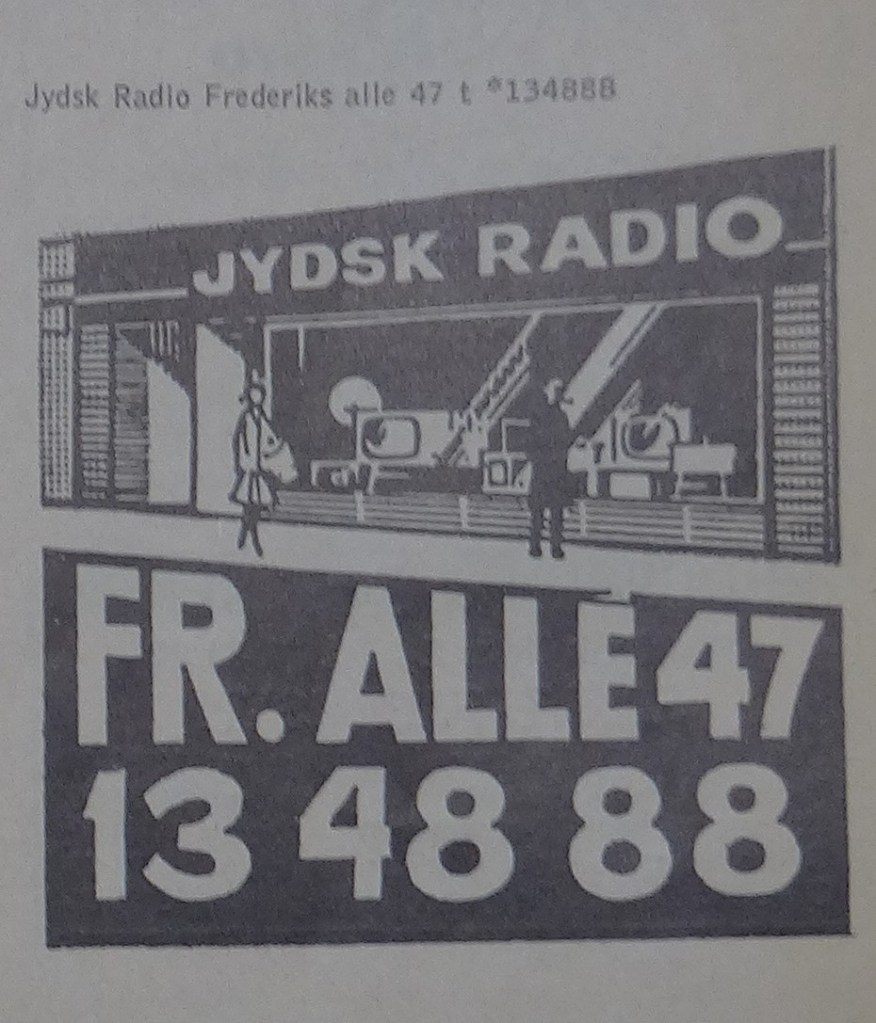 Jydsk Radio Frederiks alle 47 t *134888
JYDSK RADIO
FR. ALLÉ 47
13 48 88